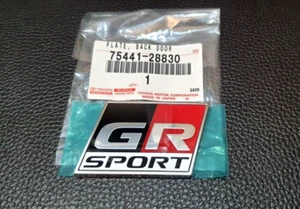 PLATE, BACK DOOR
75441-28830
1
TOYOTA MOTOR CORPORATION
MADE IN JAPAN
GR
SPORT